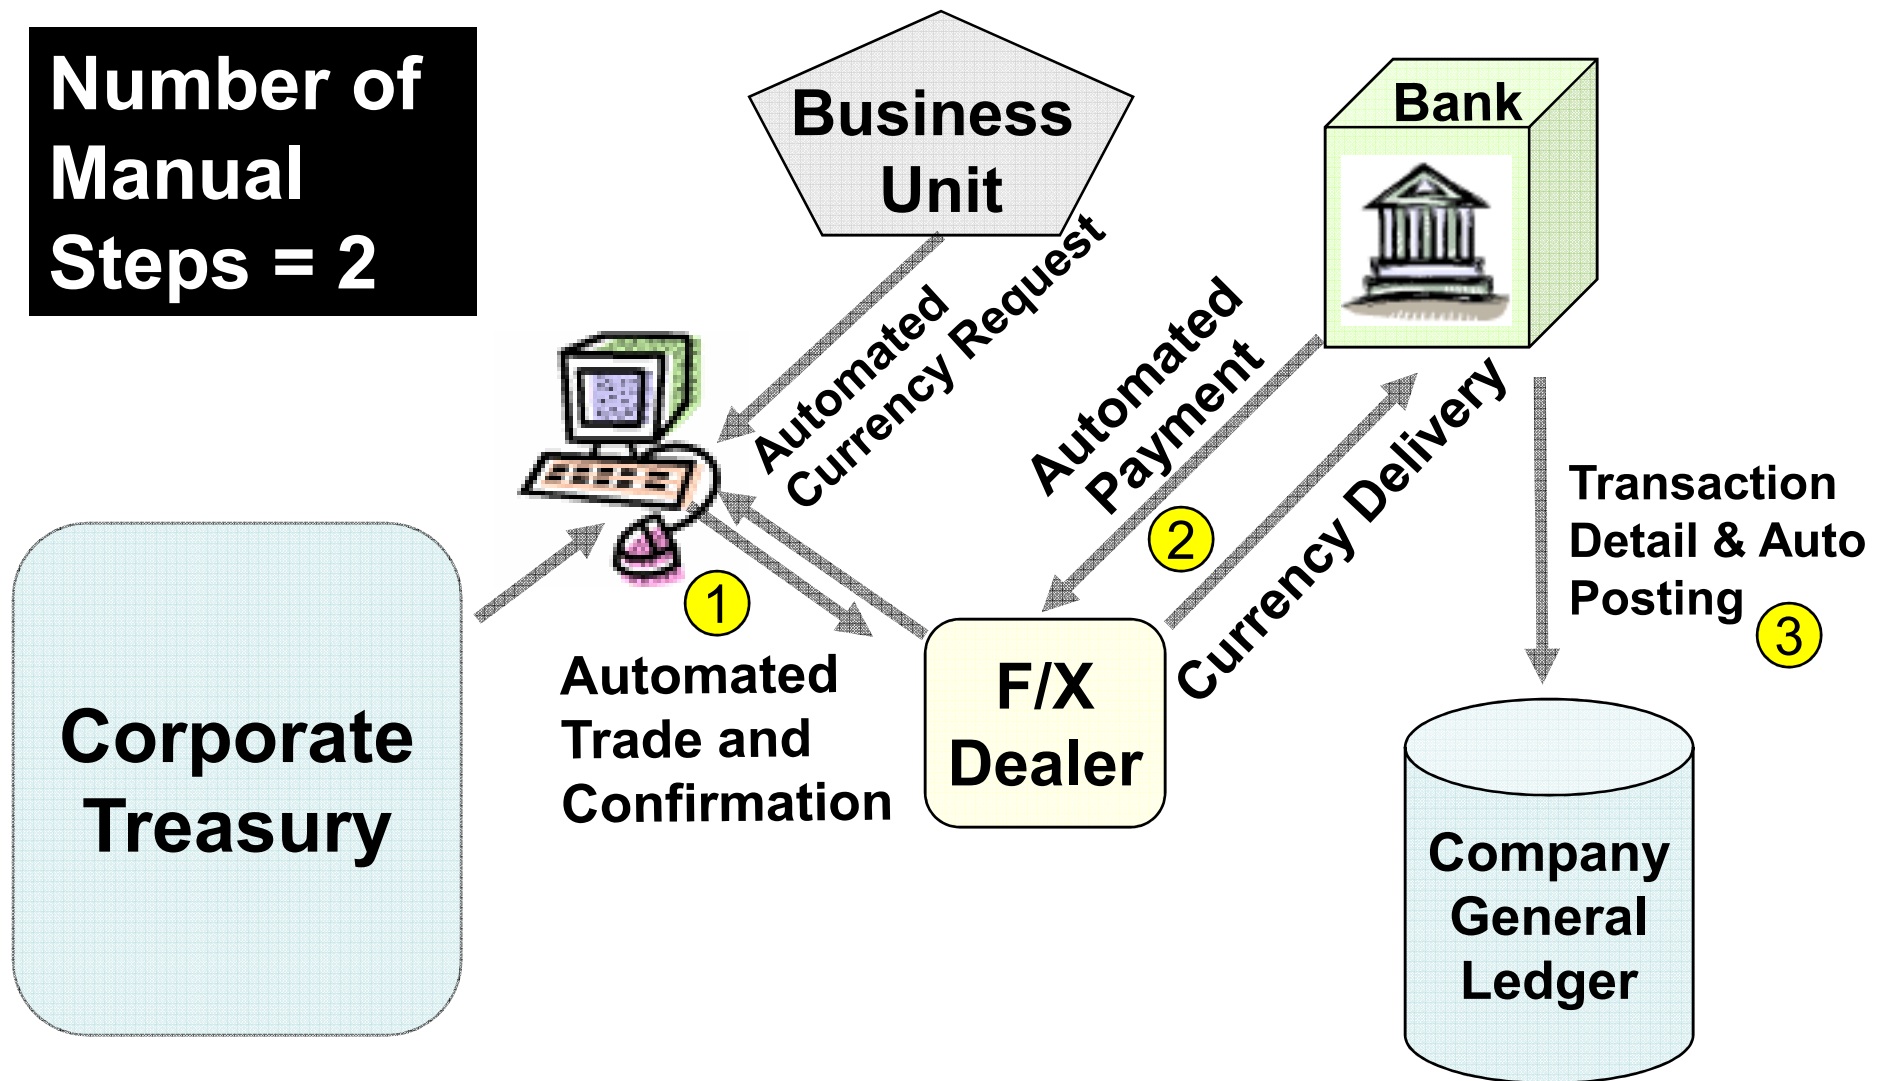 Number of
Manual
Steps = 2
Business
Unit
Bank
Automated
Currency Request
Automated
Payment
2
Currency Delivery
Transaction
Detail & Auto
Posting
3
1
Automated
Trade and
Confirmation
F/X
Dealer
Corporate
Treasury
Company
General
Ledger